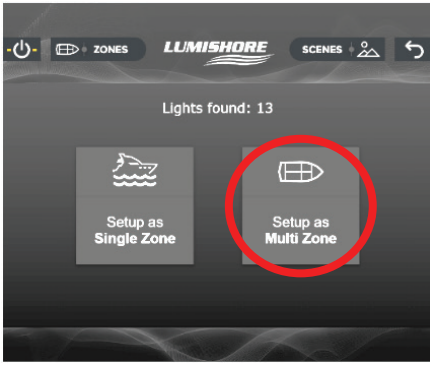 ZONES LUMISHORE SCENES
Lights found: 13
Setup as
Single Zone
Setup as
Multi Zone